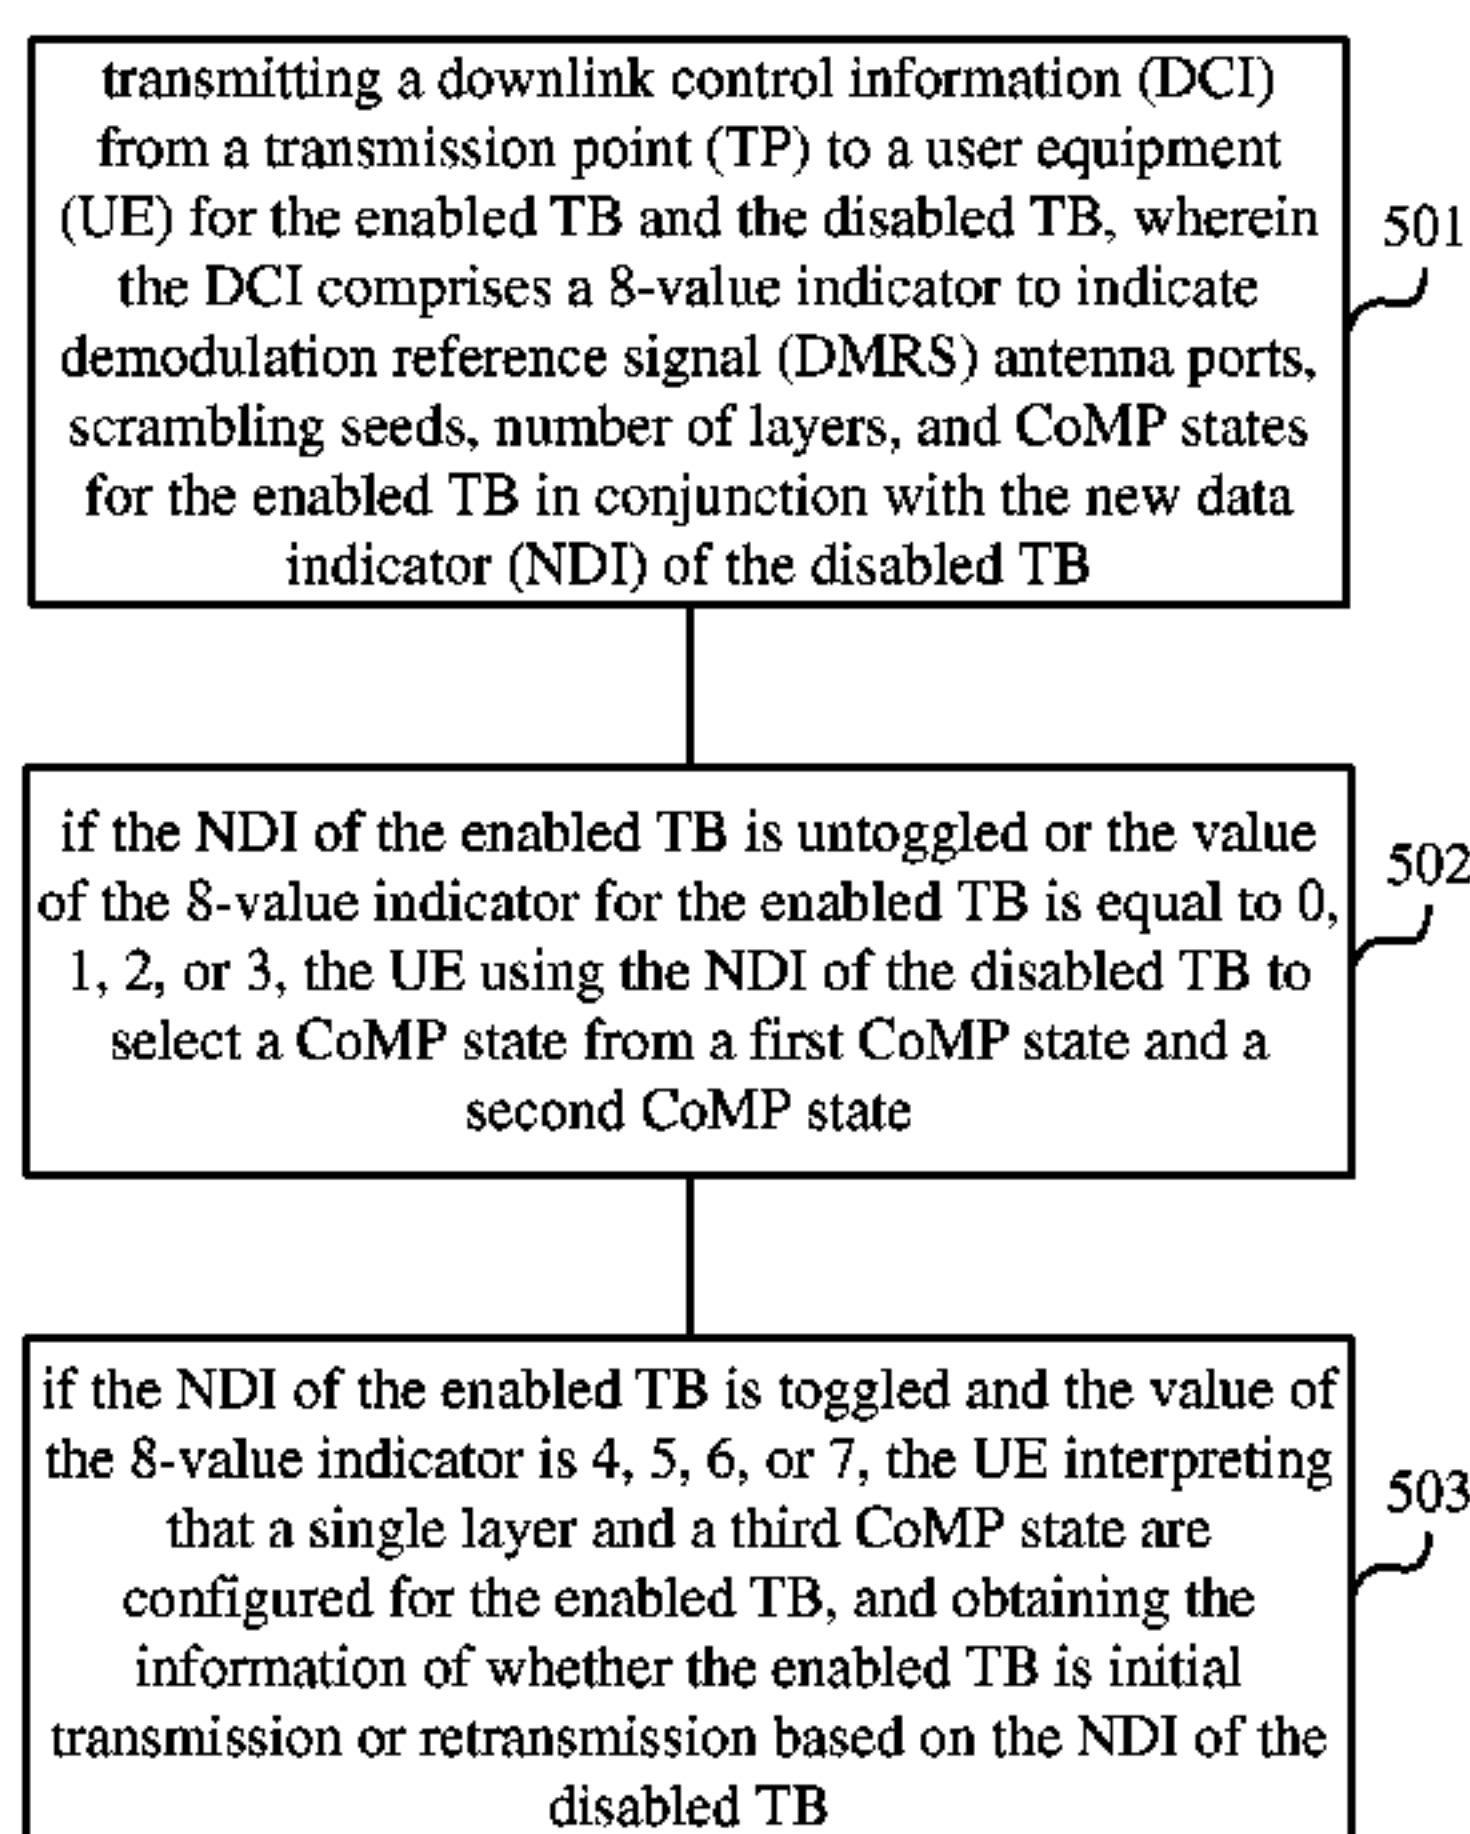 transmitting a downlink control information (DCI)
from a transmission point (TP) to a user equipment
(UE) for the enabled TB and the disabled TB, wherein
the DCI comprises a 8-value indicator to indicate
demodulation reference signal (DMRS) antenna ports,
scrambling seeds, number of layers, and CoMP states
for the enabled TB in conjunction with the new data
indicator (NDI) of the disabled TB
501
if the NDI of the enabled TB is untoggled or the value
of the 8-value indicator for the enabled TB is equal to 0,
1, 2, or 3, the UE using the NDI of the disabled TB to
select a CoMP state from a first CoMP state and a
second CoMP state
502
if the NDI of the enabled TB is toggled and the value of
the 8-value indicator is 4, 5, 6, or 7, the UE interpreting
that a single layer and a third CoMP state are
configured for the enabled TB, and obtaining the
information of whether the enabled TB is initial
transmission or retransmission based on the NDI of the
disabled TB
503